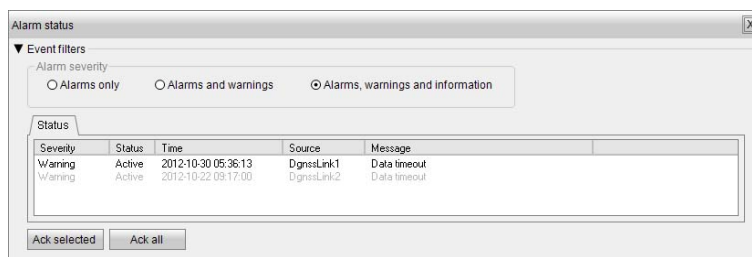 Alarm status X
Event filters
Alarm severity
Alarms only Alarms and warnings Alarms, warnings and information
Status
Severity Status Time Source Message
Warning Active 2012-10-30 05:36:13 DgnssLink1 Data timeout
Warning Active 2012-10-22 09:17:00 DgnssLink2 Data timeout
Ack selected Ack all